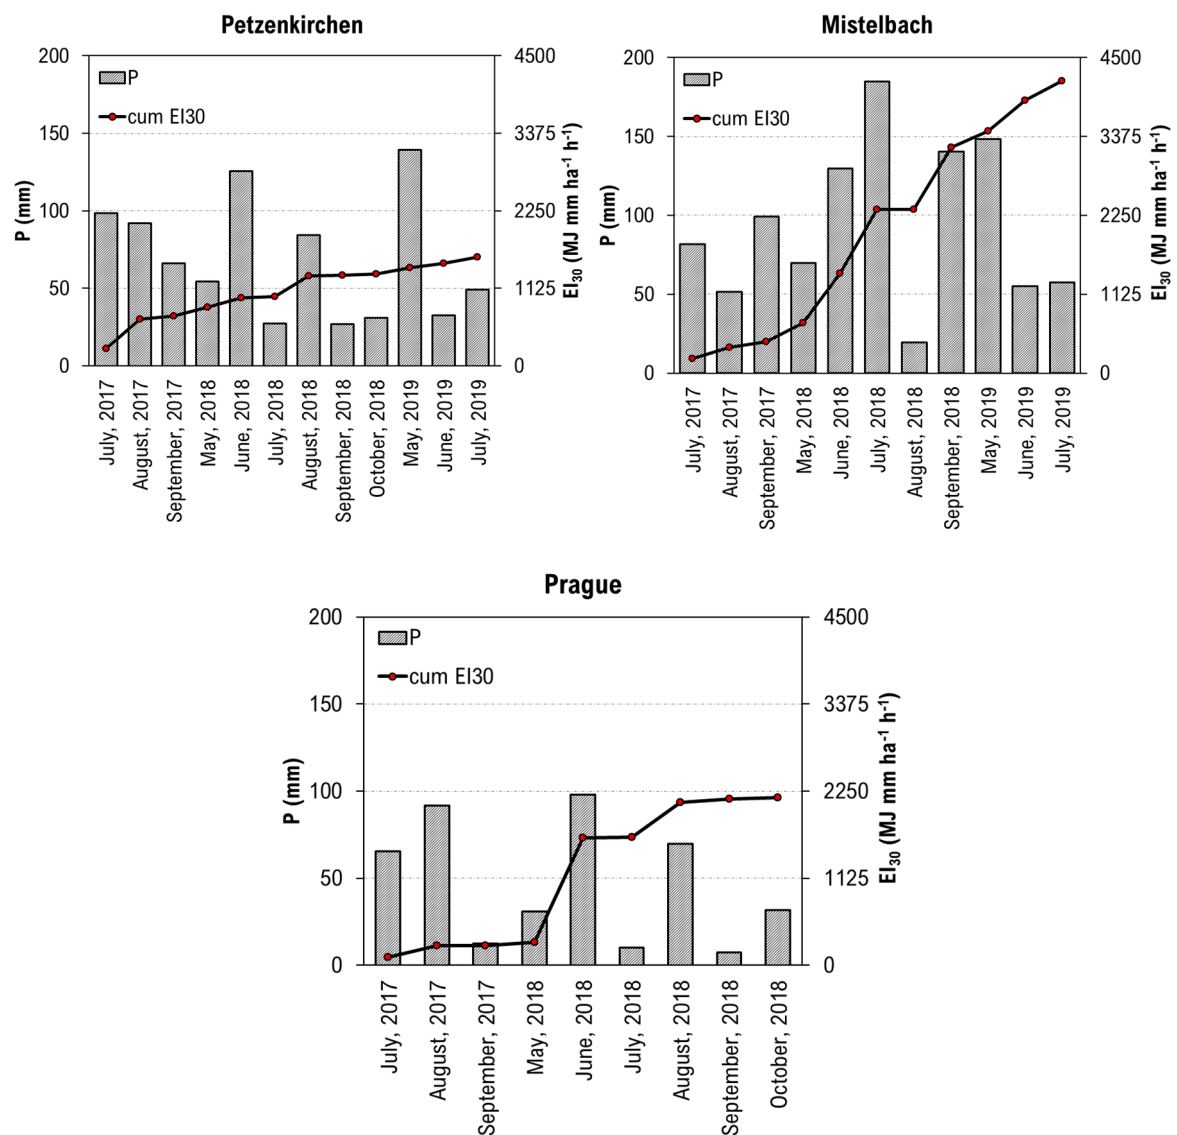 Petzenkirchen
200
150
100
50
0
P (mm)
P
cum EI30
4500
3375
2250
1125
0
EI₃₀ (MJ mm ha⁻¹ h⁻¹)
July, 2017
August, 2017
September, 2017
May, 2018
June, 2018
July, 2018
August, 2018
September, 2018
October, 2018
May, 2019
June, 2019
July, 2019
Mistelbach
200
150
100
50
0
P (mm)
P
cum EI30
4500
3375
2250
1125
0
EI₃₀ (MJ mm ha⁻¹ h⁻¹)
July, 2017
August, 2017
September, 2017
May, 2018
June, 2018
July, 2018
August, 2018
September, 2018
May, 2019
June, 2019
July, 2019
Prague
200
150
100
50
0
P (mm)
P
cum EI30
4500
3375
2250
1125
0
EI₃₀ (MJ mm ha⁻¹ h⁻¹)
July, 2017
August, 2017
September, 2017
May, 2018
June, 2018
July, 2018
August, 2018
September, 2018
October, 2018